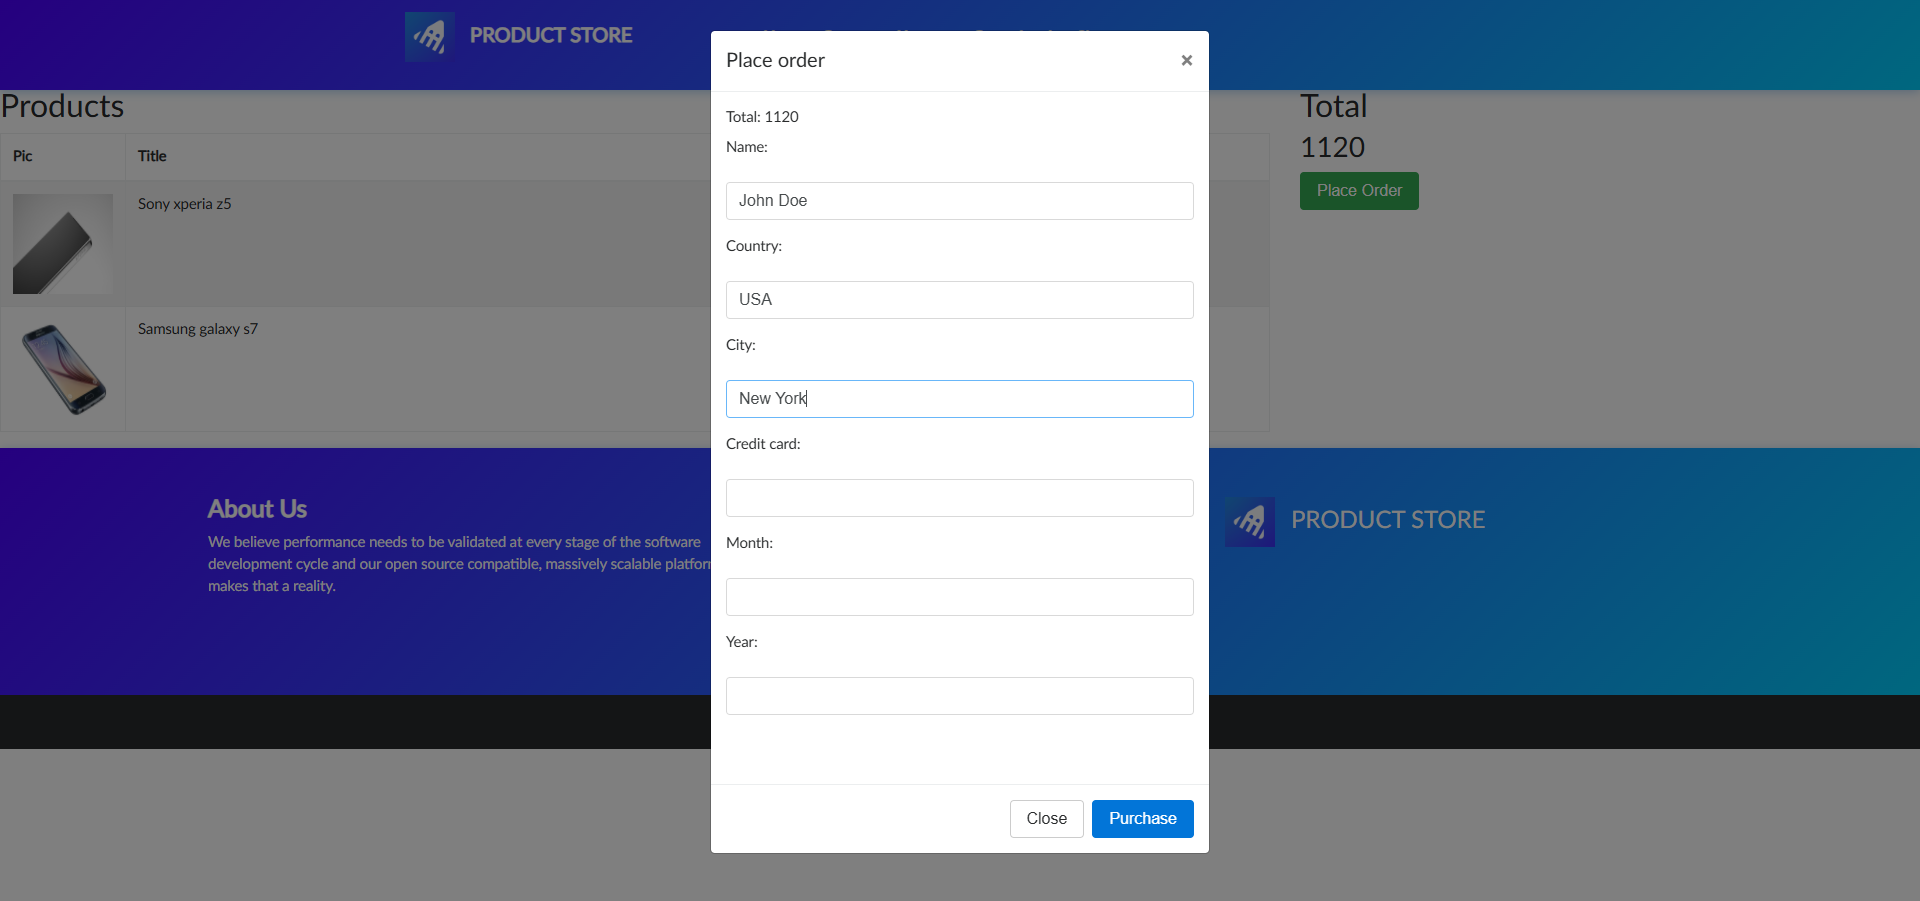 PRODUCT STORE
Place order
×
Products
Total
Total: 1120
1120
Name:
Pic
Title
Place Order
John Doe
Sony xperia z5
Country:
USA
Samsung galaxy s7
City:
New York
Credit card:
About Us
We believe performance needs to be validated at every stage of the software
development cycle and our open source compatible, massively scalable platfor
makes that a reality.
PRODUCT STORE
Month:
Year:
Close
Purchase